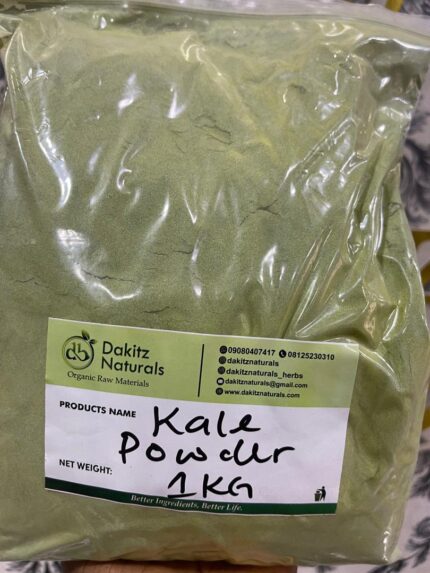 db
Dakitz
Naturals
Organic Raw Materials
09080407417 08125230310
dakitznaturals
dakitznaturals_herbs
dakitznaturals@gmail.com
www.dakitznaturals.com
PRODUCTS NAME
Kale
Powder
NET WEIGHT:
1KG
Better Ingredients, Better Life.